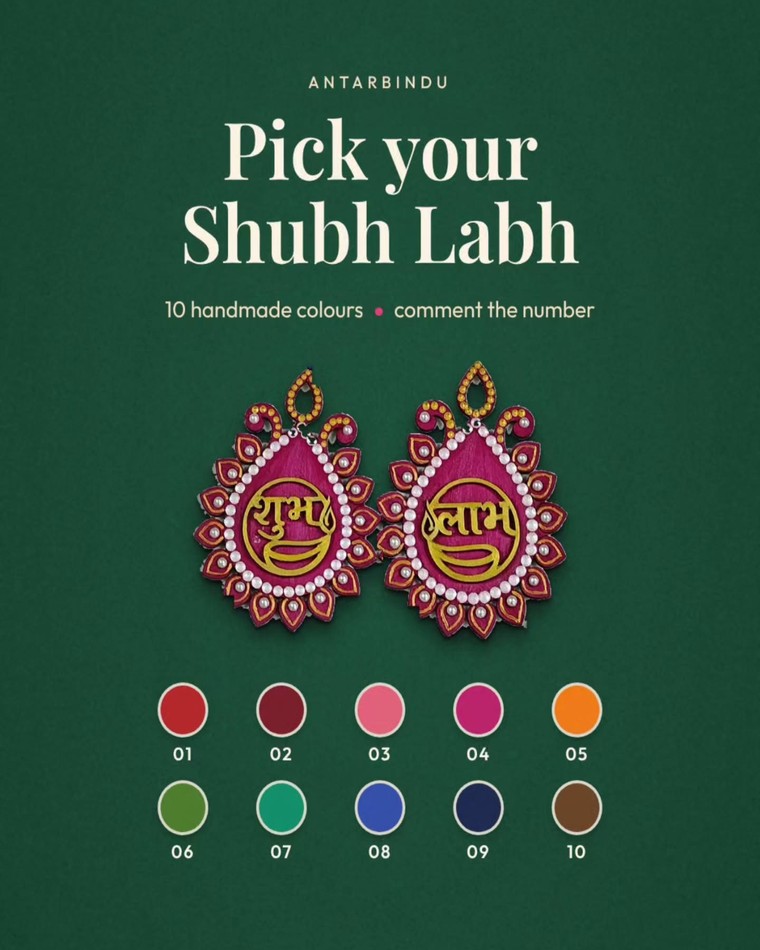 ANTARBINDU
Pick your
Shubh Labh
10 handmade colours • comment the number
शुभ लाभ
01 02 03 04 05
06 07 08 09 10